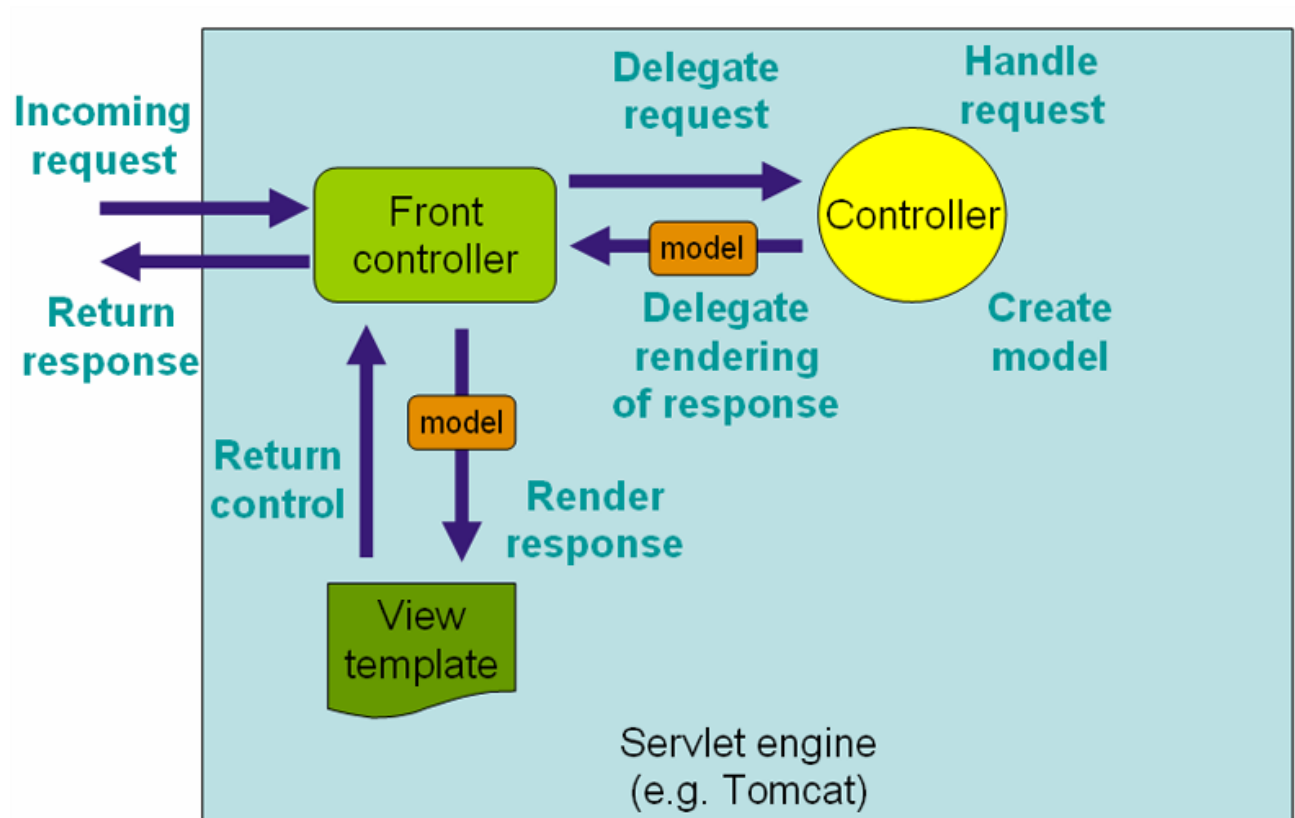 Incoming
request
Return
response
Front
controller
Delegate
request
Handle
request
Controller
model
Delegate
rendering
of response
Create
model
Return
control
model
Render
response
View
template
Servlet engine
(e.g. Tomcat)